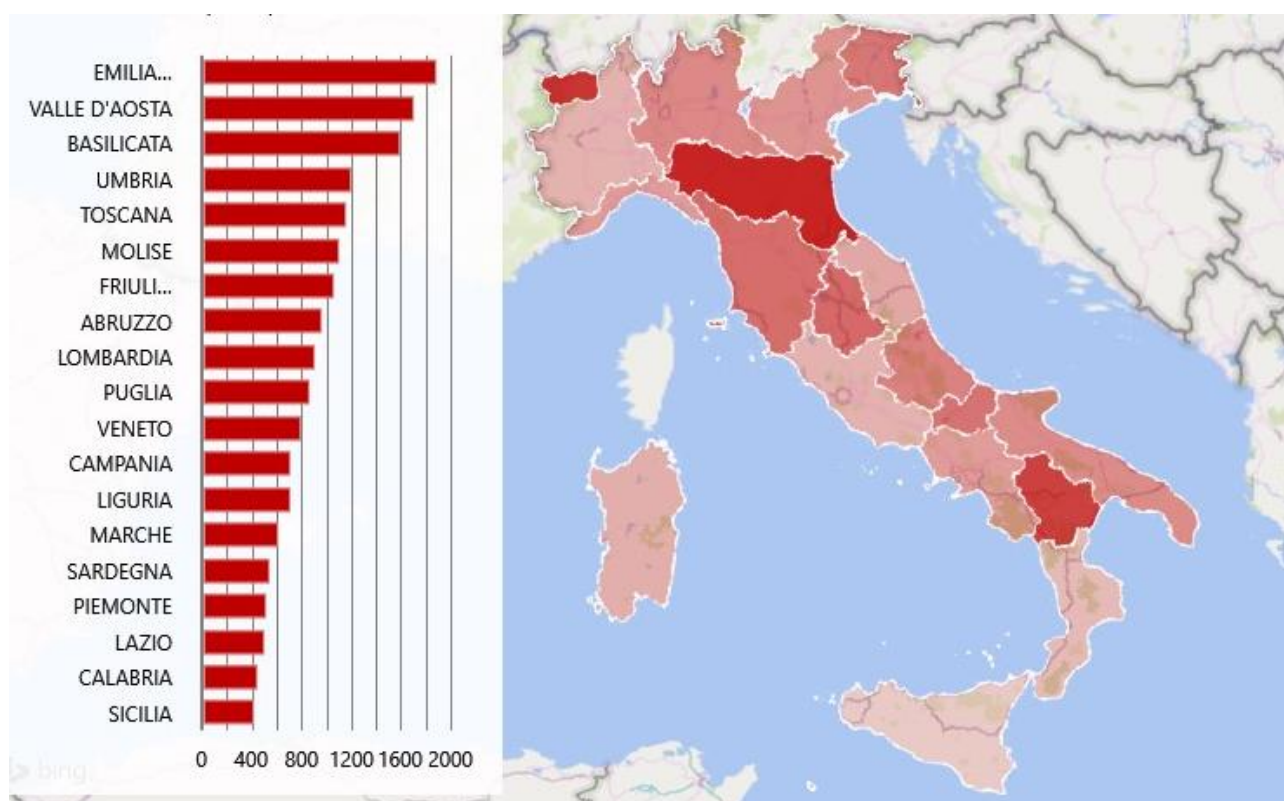 EMILIA...
VALLE D'AOSTA
BASILICATA
UMBRIA
TOSCANA
MOLISE
FRIULI...
ABRUZZO
LOMBARDIA
PUGLIA
VENETO
CAMPANIA
LIGURIA
MARCHE
SARDEGNA
PIEMONTE
LAZIO
CALABRIA
SICILIA
0 400 800 1200 1600 2000
bing